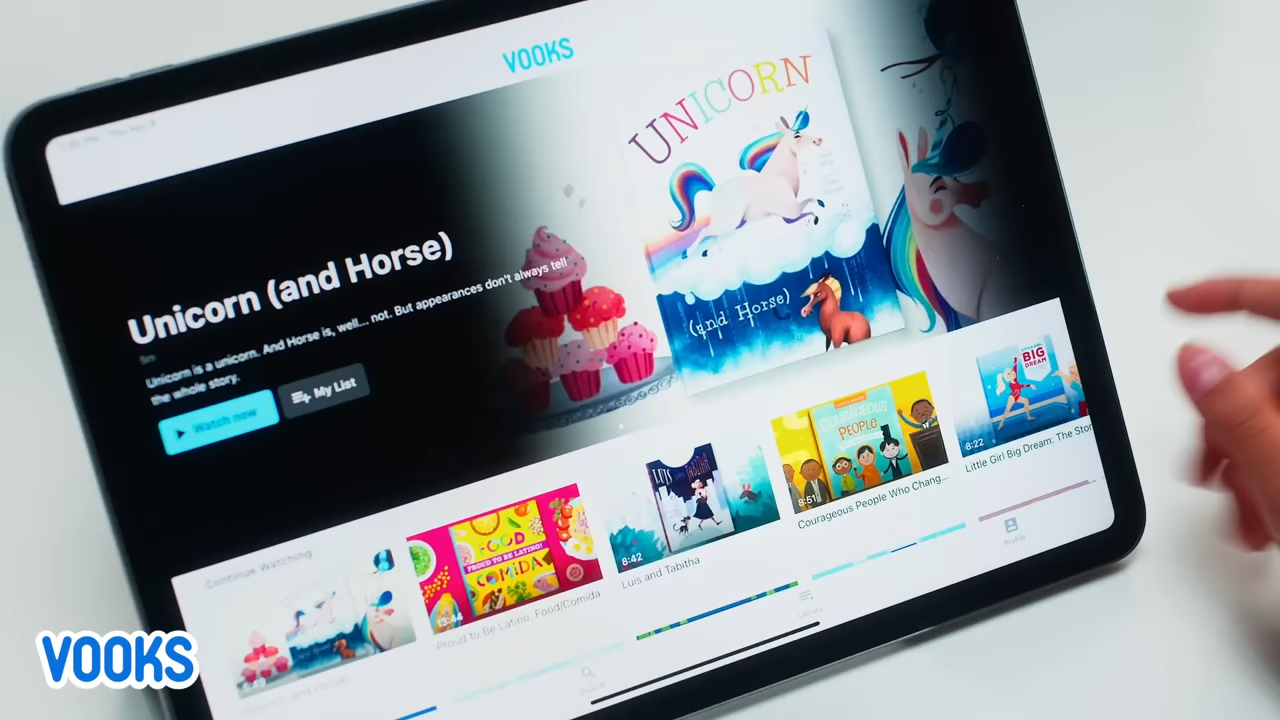 VOOKS
UNICORN
(and Horse)
Unicorn (and Horse)
5m
Unicorn is a unicorn. And Horse is, well... not. But appearances don't always tell
the whole story.
Watch now
My List
Continue Watching
FOOD
PROUD TO BE LATINO!
COMIDA
13:44
Proud to Be Latino: Food/Comida
LUIS and TABITHA
8:42
Luis and Tabitha
COURAGEOUS
PEOPLE
8:51
Courageous People Who Chang...
LITTLE GIRL
BIG
DREAM
8:22
Little Girl Big Dream: The Stor
Library
Profile
VOOKS